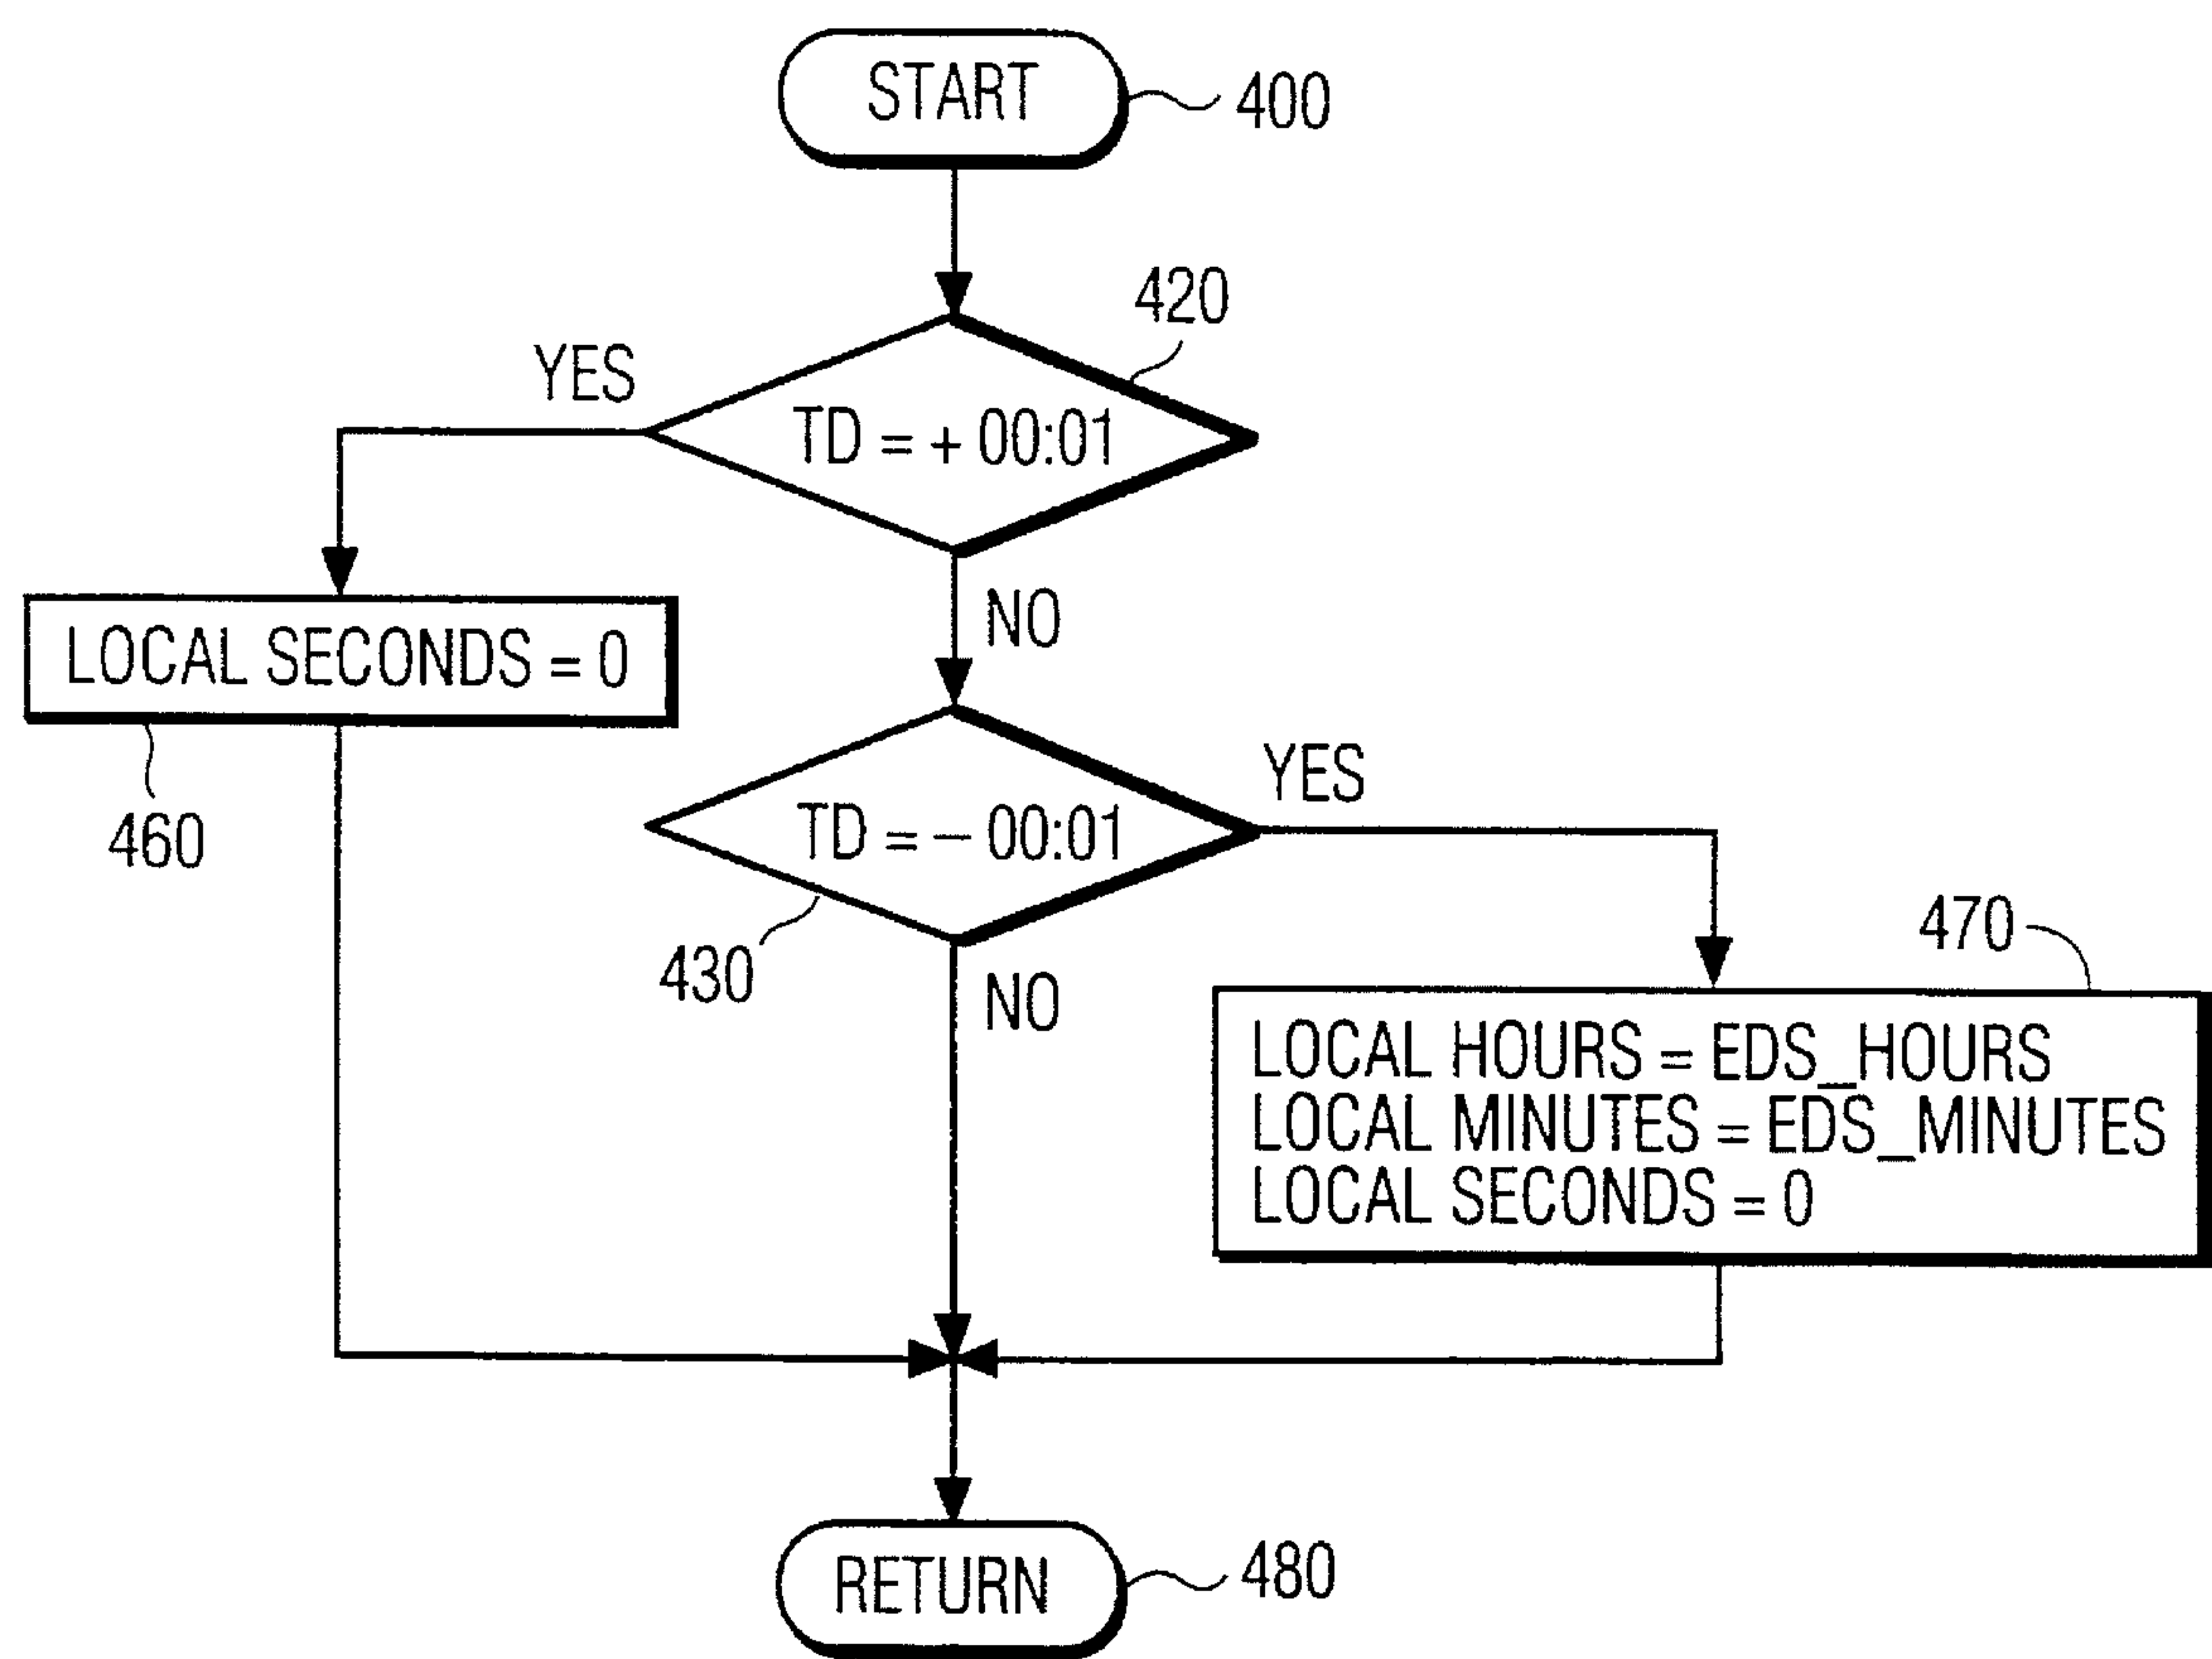 START
400
420
YES
TD = + 00:01
NO
LOCAL SECONDS = 0
460
YES
TD = – 00:01
430
NO
470
LOCAL HOURS = EDS_HOURS
LOCAL MINUTES = EDS_MINUTES
LOCAL SECONDS = 0
RETURN
480